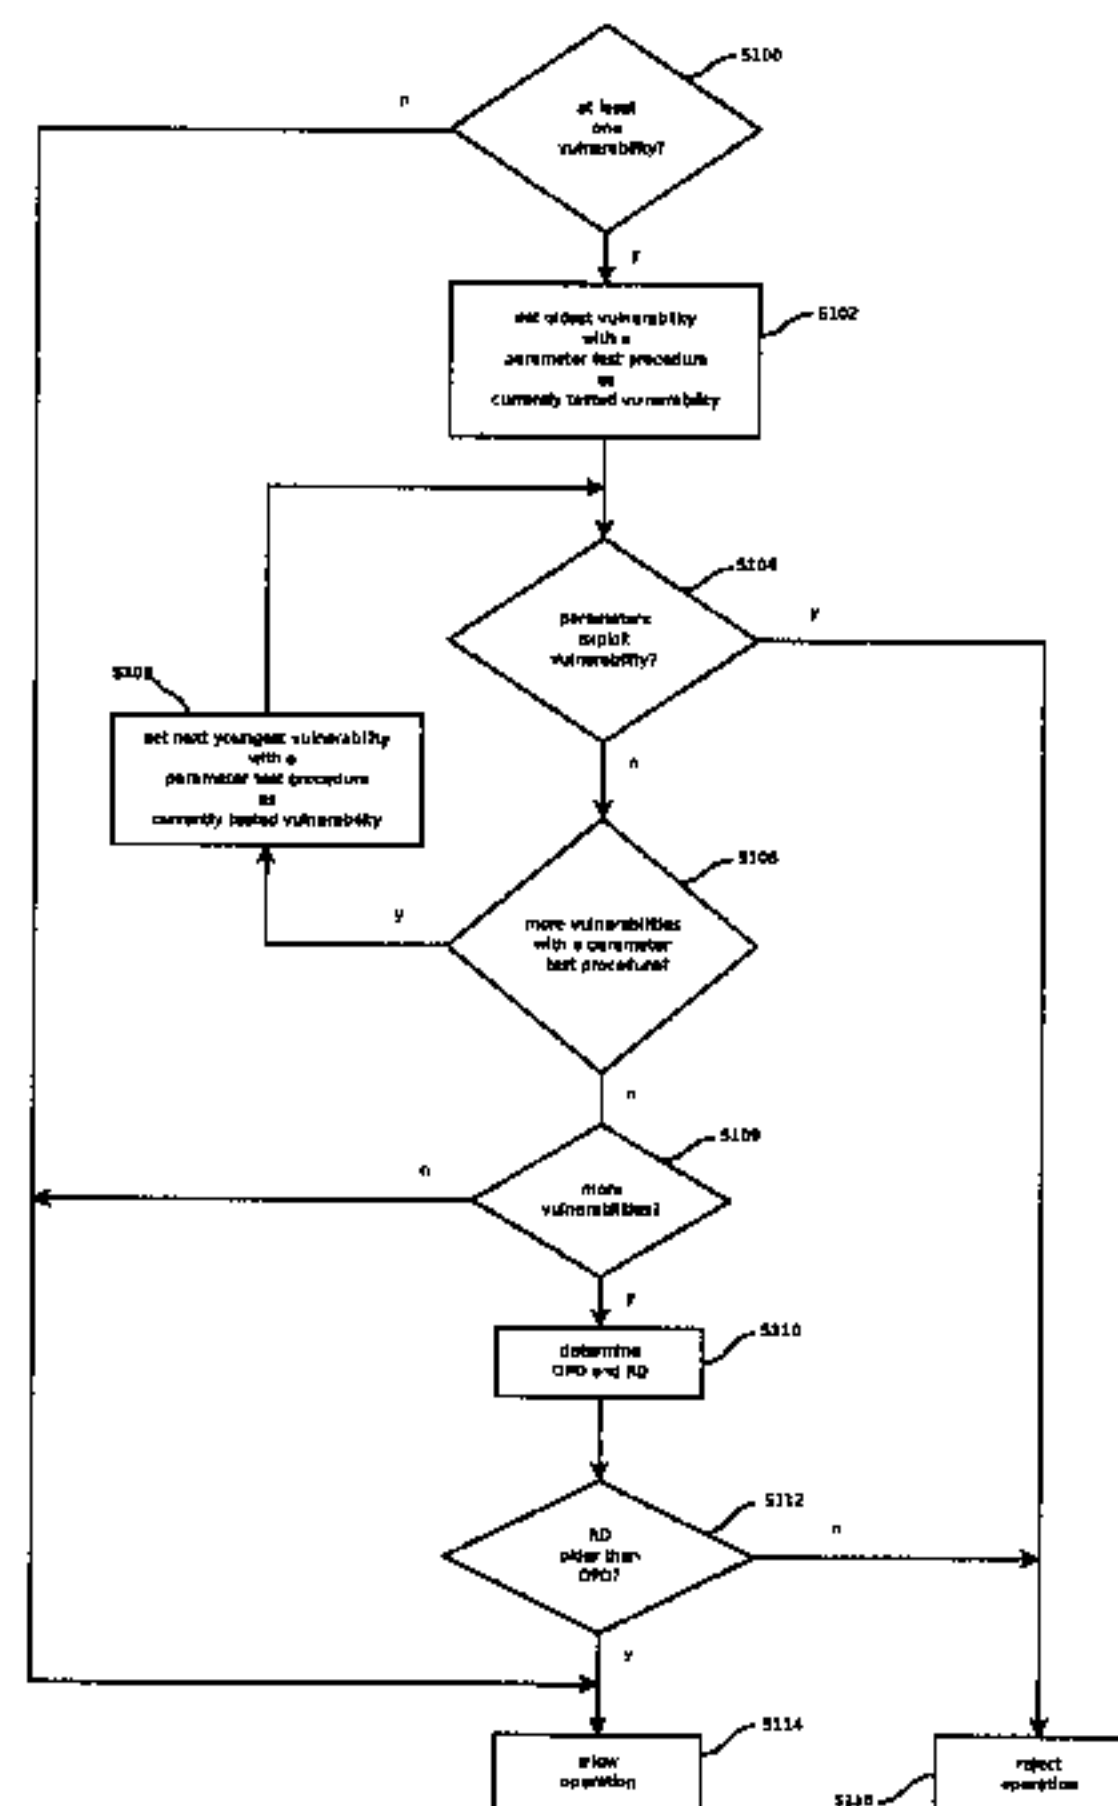 S100
n
at least
one
vulnerability?
y
S102
set oldest vulnerability
with a
parameter test procedure
as
currently tested vulnerability
S104
y
parameters
exploit
vulnerability?
n
S108
set next youngest vulnerability
with a
parameter test procedure
as
currently tested vulnerability
S106
y
more vulnerabilities
with a parameter
test procedure?
n
S109
n
more
vulnerabilities?
y
S110
determine
OPD and RD
S112
n
RD
older than
OPD?
y
S114
allow
operation
reject
operation